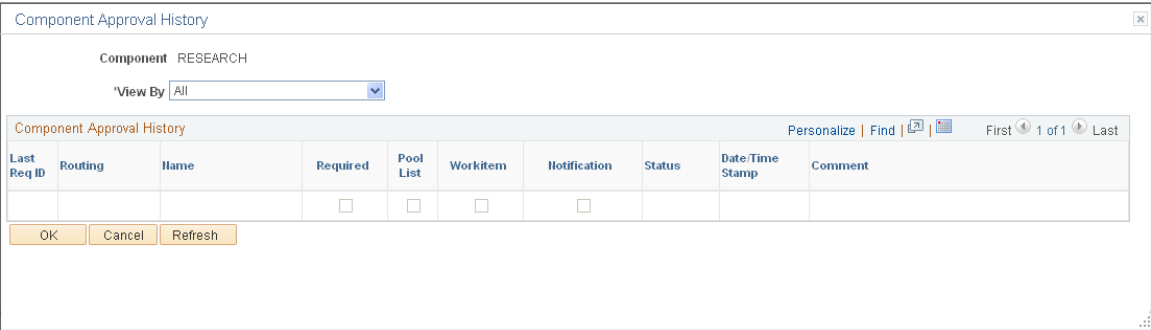 Component Approval History
Component RESEARCH
*View By All
Component Approval History Personalize | Find | | First 1 of 1 Last
Last Req ID Routing Name Required Pool List Workitem Notification Status Date/Time Stamp Comment
OK Cancel Refresh